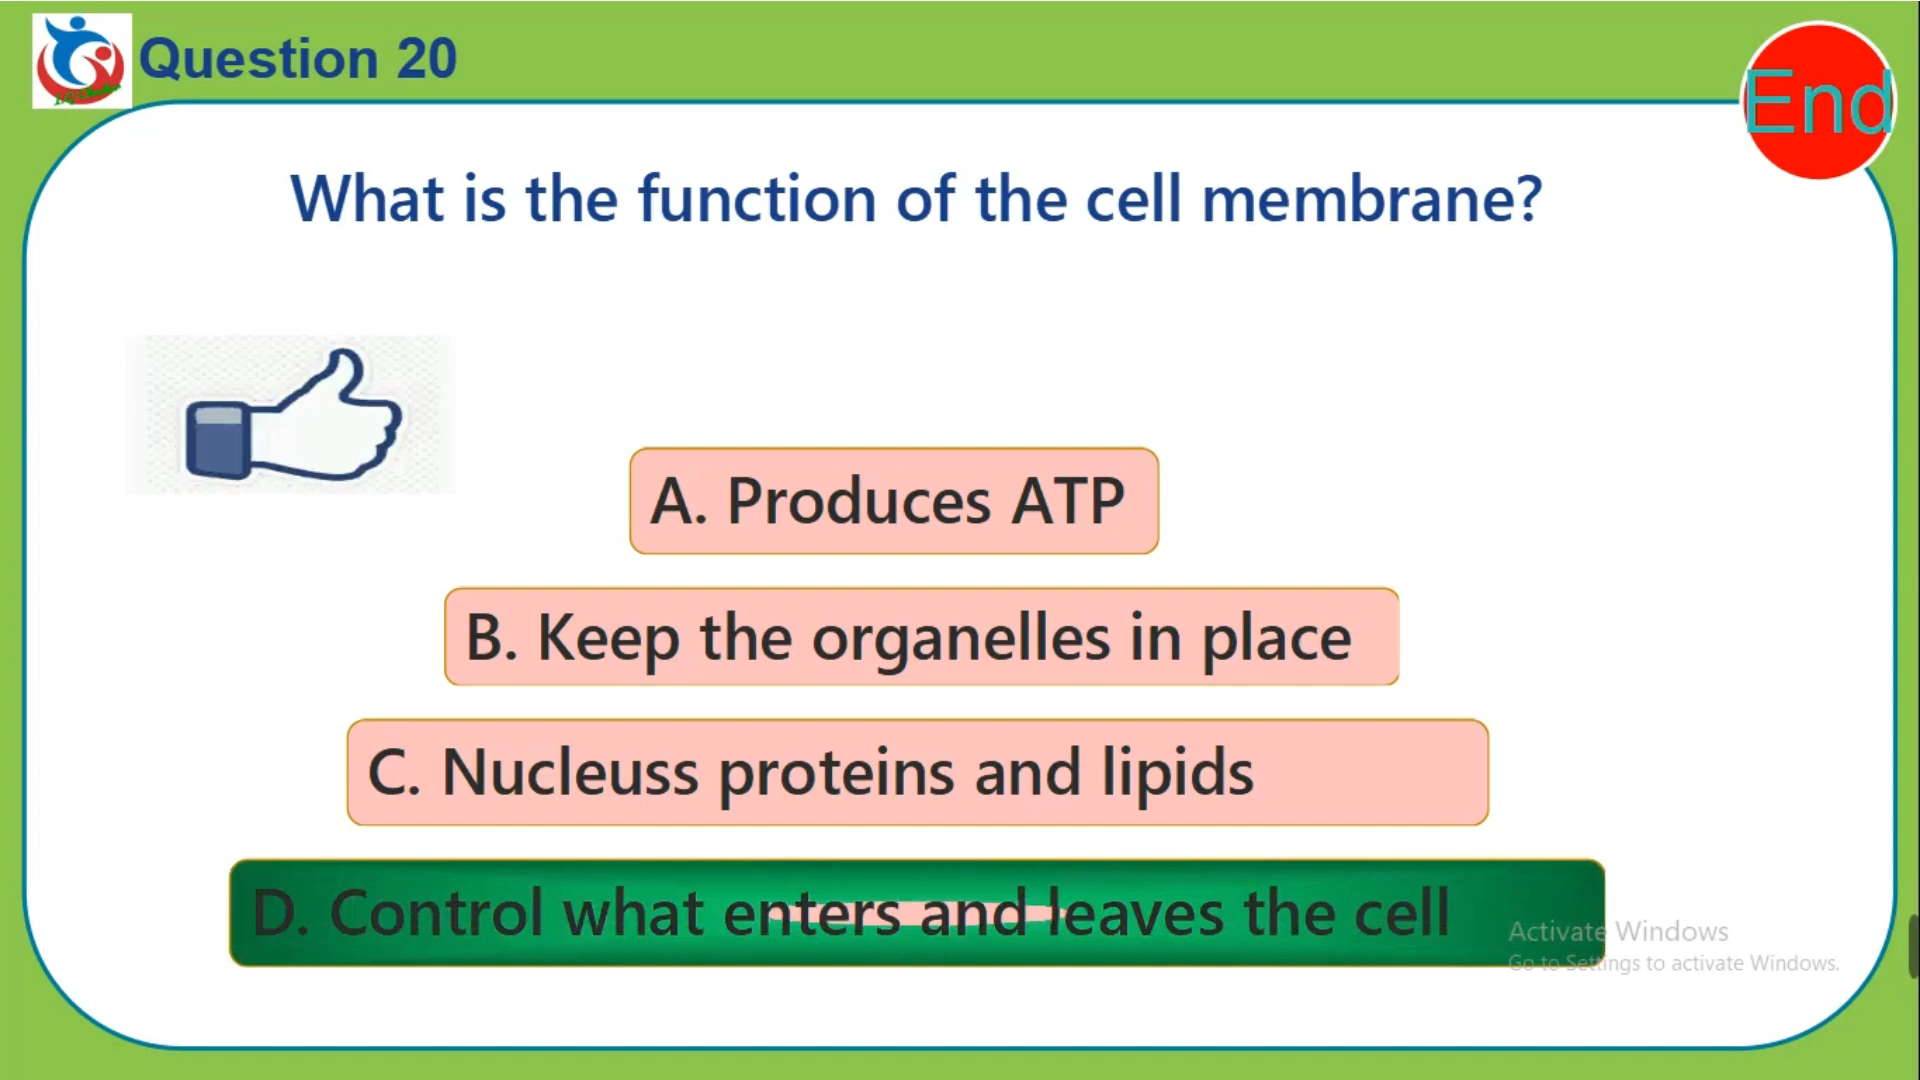 Question 20
End
What is the function of the cell membrane?
A. Produces ATP
B. Keep the organelles in place
C. Nucleuss proteins and lipids
D. Control what enters and leaves the cell
Activate Windows
Go to Settings to activate Windows.